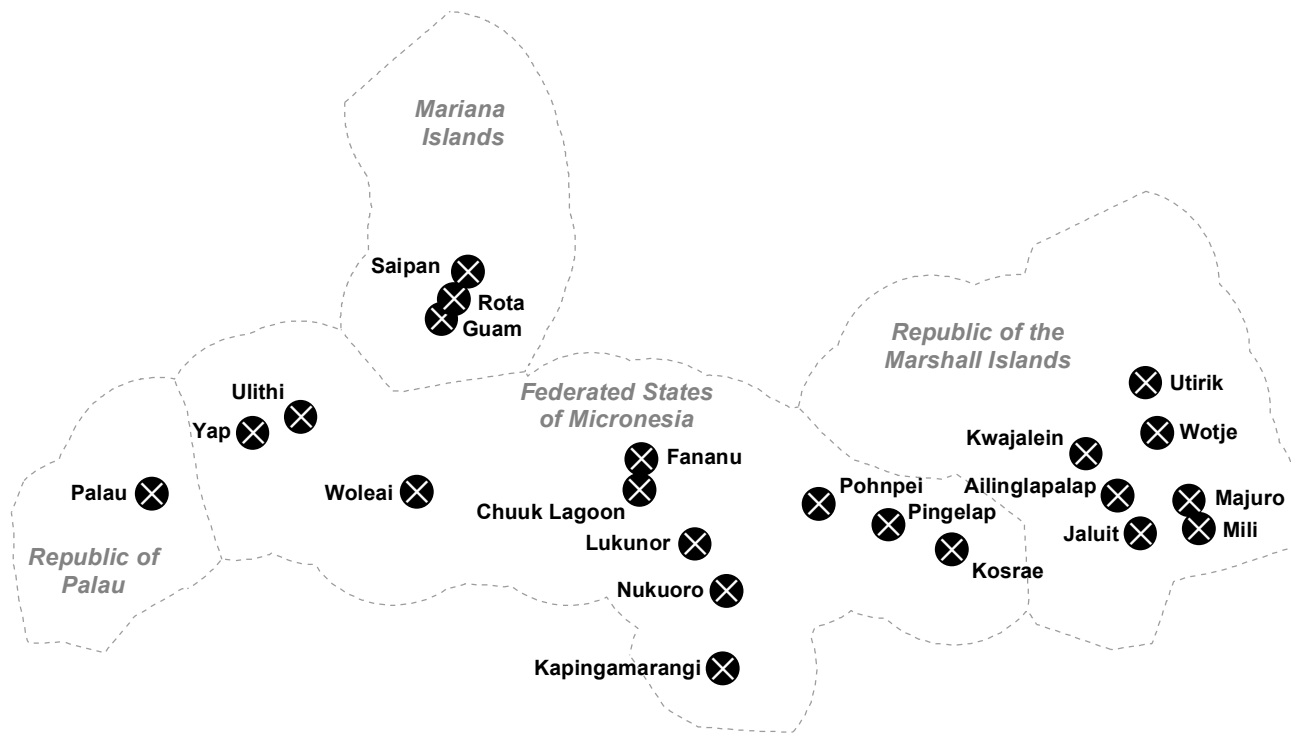 Mariana
Islands
Saipan
Rota
Guam
Republic of the
Marshall Islands
Ulithi
Federated States
of Micronesia
Utirik
Yap
Fananu
Kwajalein
Wotje
Palau
Woleai
Chuuk Lagoon
Pohnpei
Pingelap
Ailinglapalap
Majuro
Republic of
Palau
Lukunor
Kosrae
Jaluit
Mili
Nukuoro
Kapingamarangi